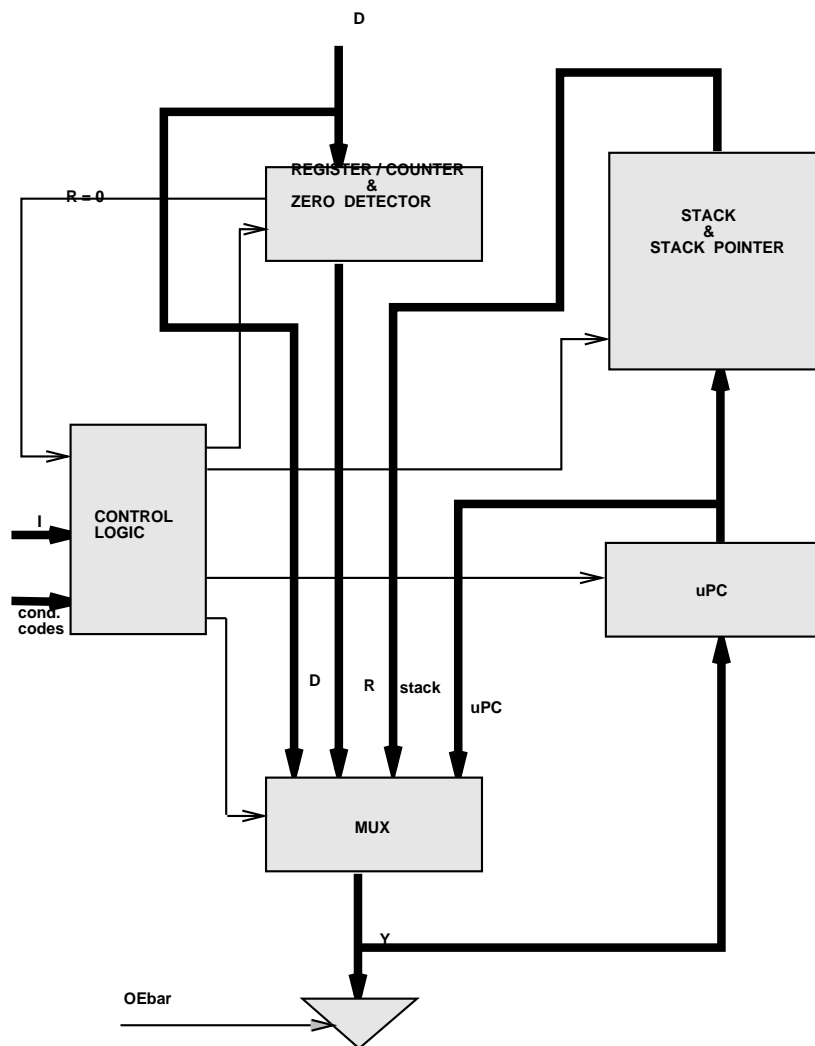 D
REGISTER / COUNTER
&
ZERO DETECTOR
R = 0
STACK
&
STACK POINTER
I
CONTROL
LOGIC
cond.
codes
uPC
D
R
stack
uPC
MUX
Y
OEbar